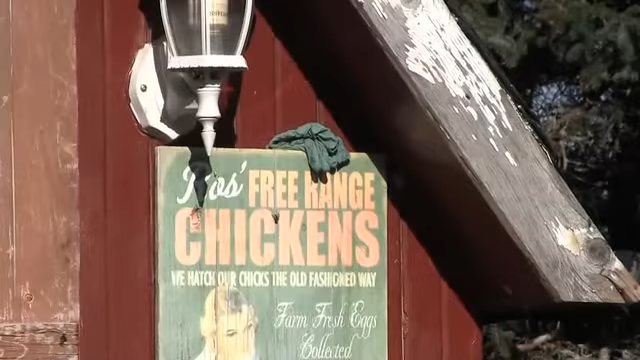 FREE RANGE
CHICKENS
WE HATCH OUR CHICKS THE OLD FASHIONED WAY
Farm Fresh Eggs
Collected